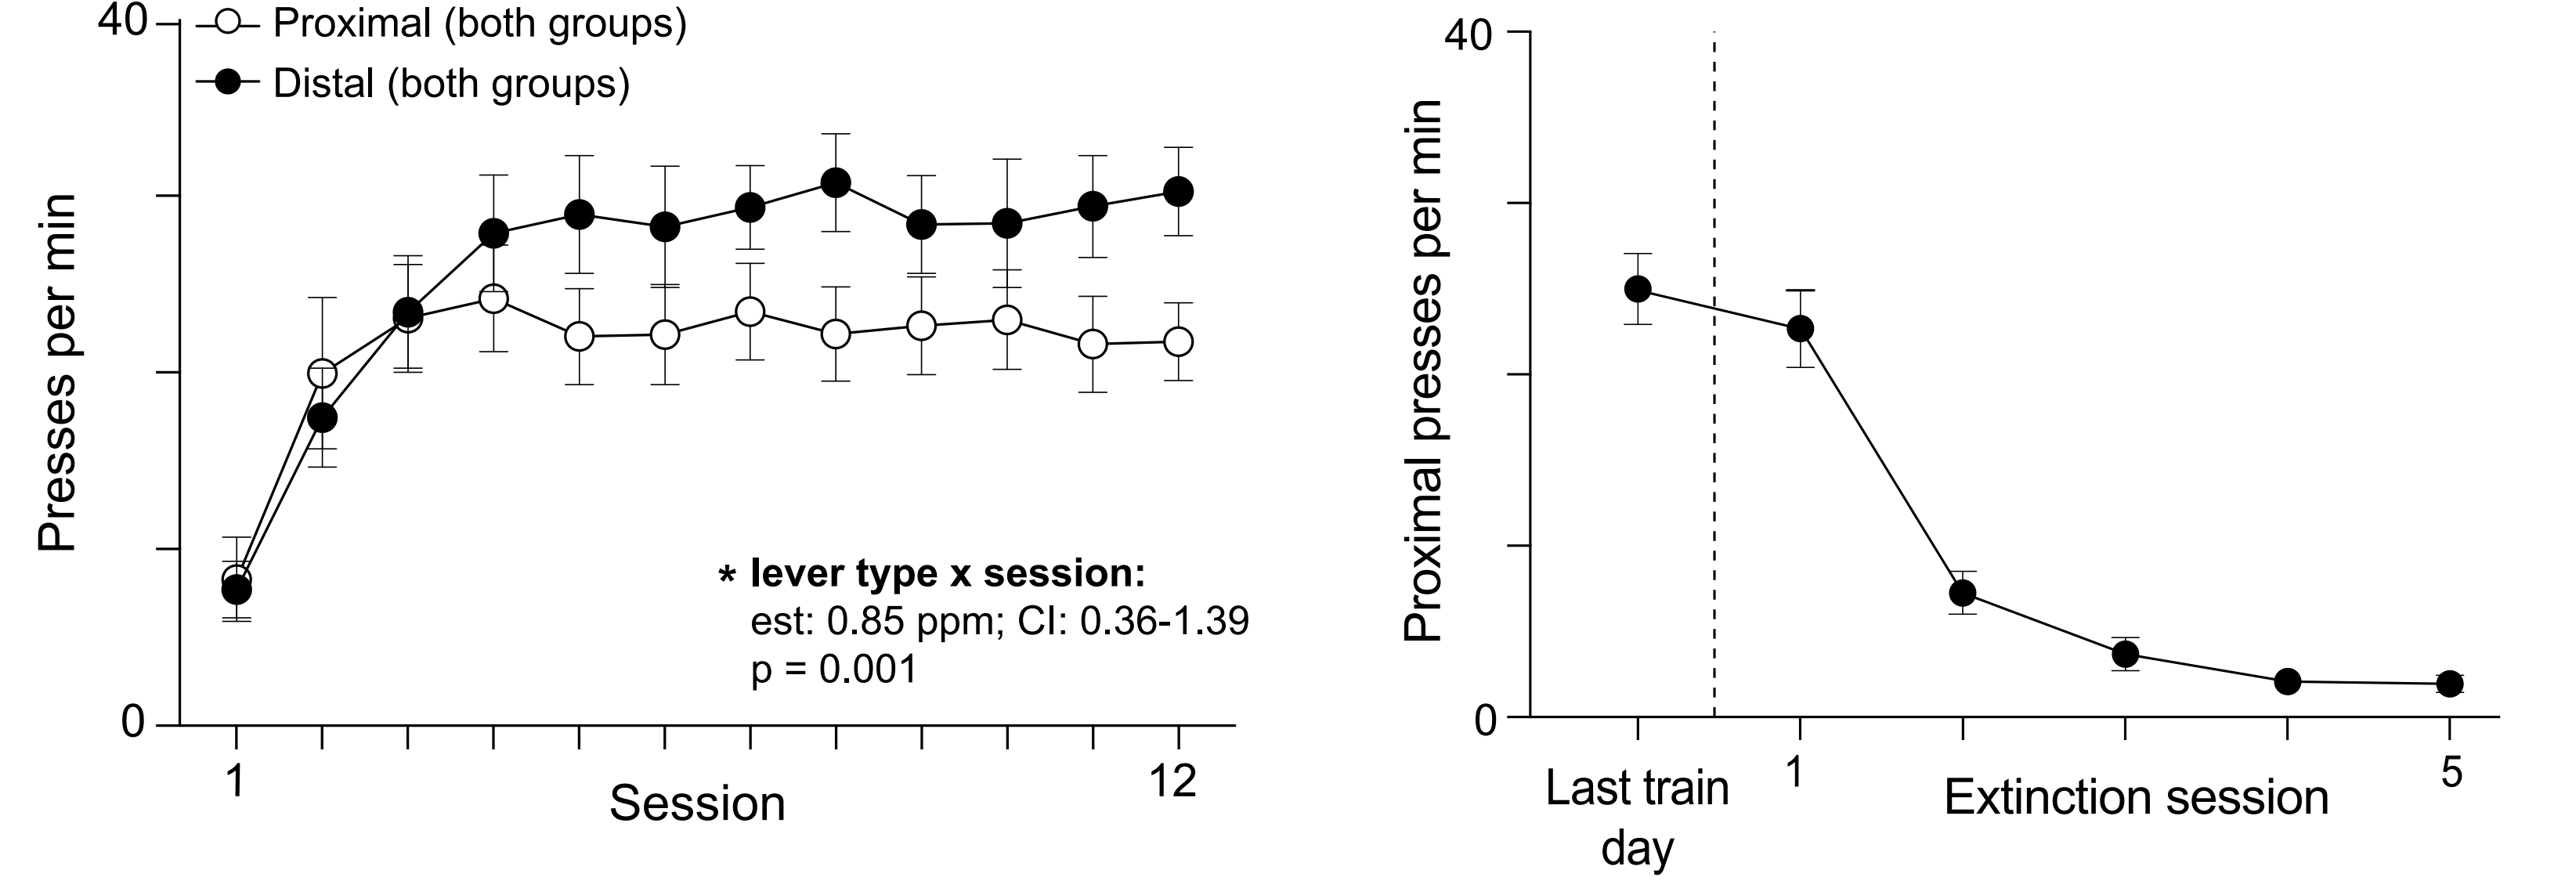 40
Proximal (both groups)
Distal (both groups)
Presses per min
* lever type x session:
est: 0.85 ppm; CI: 0.36-1.39
p = 0.001
0
1
12
Session
40
Proximal presses per min
0
Last train
day
1
Extinction session
5